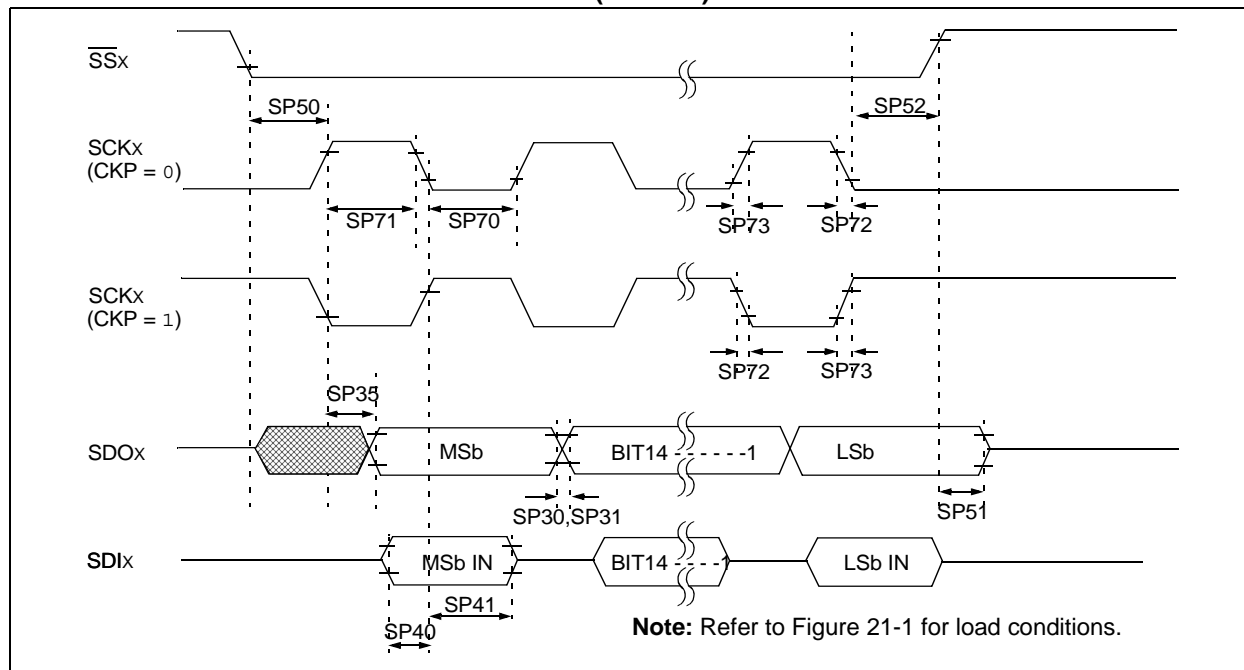 SSX
SP50
SP52
SCKX
(CKP = 0)
SP71
SP70
SP73
SP72
SCKX
(CKP = 1)
SP72
SP73
SP35
SDOX
MSb
BIT14 - - - - - -1
LSb
SP30,SP31
SP51
SDIX
MSb IN
BIT14 - - - -1
LSb IN
SP41
SP40
Note: Refer to Figure 21-1 for load conditions.